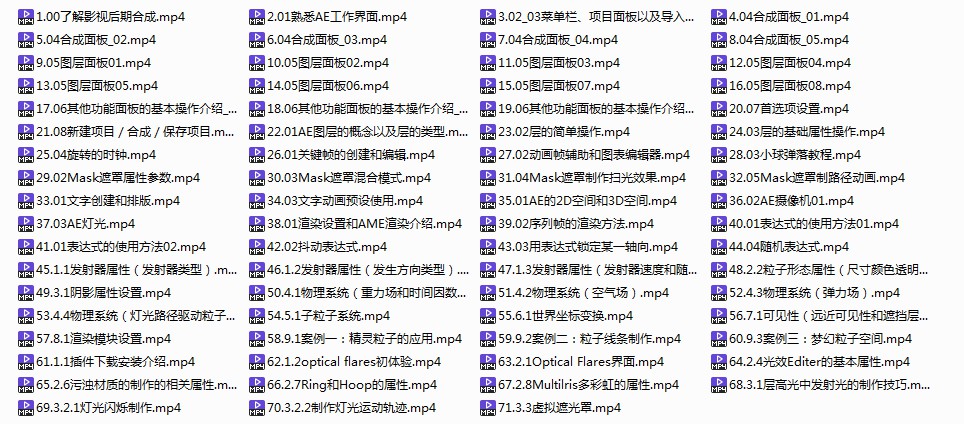 1.00了解影视后期合成.mp4
2.01熟悉AE工作界面.mp4
3.02_03菜单栏、项目面板以及导入...
4.04合成面板_01.mp4
5.04合成面板_02.mp4
6.04合成面板_03.mp4
7.04合成面板_04.mp4
8.04合成面板_05.mp4
9.05图层面板01.mp4
10.05图层面板02.mp4
11.05图层面板03.mp4
12.05图层面板04.mp4
13.05图层面板05.mp4
14.05图层面板06.mp4
15.05图层面板07.mp4
16.05图层面板08.mp4
17.06其他功能面板的基本操作介绍_...
18.06其他功能面板的基本操作介绍_...
19.06其他功能面板的基本操作介绍...
20.07首选项设置.mp4
21.08新建项目 / 合成 / 保存项目.m...
22.01AE图层的概念以及层的类型.m...
23.02层的简单操作.mp4
24.03层的基础属性操作.mp4
25.04旋转的时钟.mp4
26.01关键帧的创建和编辑.mp4
27.02动画帧辅助和图表编辑器.mp4
28.03小球弹落教程.mp4
29.02Mask遮罩属性参数.mp4
30.03Mask遮罩混合模式.mp4
31.04Mask遮罩制作扫光效果.mp4
32.05Mask遮罩制路径动画.mp4
33.01文字创建和排版.mp4
34.03文字动画预设使用.mp4
35.01AE的2D空间和3D空间.mp4
36.02AE摄像机01.mp4
37.03AE灯光.mp4
38.01渲染设置和AME渲染介绍.mp4
39.02序列帧的渲染方法.mp4
40.01表达式的使用方法01.mp4
41.01表达式的使用方法02.mp4
42.02抖动表达式.mp4
43.03用表达式锁定某一轴向.mp4
44.04随机表达式.mp4
45.1.1发射器属性（发射器类型）.m...
46.1.2发射器属性（发生方向类型）....
47.1.3发射器属性（发射器速度和随...
48.2.2粒子形态属性（尺寸颜色透明...
49.3.1阴影属性设置.mp4
50.4.1物理系统（重力场和时间因数...
51.4.2物理系统（空气场）.mp4
52.4.3物理系统（弹力场）.mp4
53.4.4物理系统（灯光路径驱动粒子...
54.5.1子粒子系统.mp4
55.6.1世界坐标变换.mp4
56.7.1可见性（远近可见性和遮挡层...
57.8.1渲染模块设置.mp4
58.9.1案例一：精灵粒子的应用.mp4
59.9.2案例二：粒子线条制作.mp4
60.9.3案例三：梦幻粒子空间.mp4
61.1.1插件下载安装介绍.mp4
62.1.2optical flares初体验.mp4
63.2.1Optical Flares界面.mp4
64.2.4光效Editer的基本属性.mp4
65.2.6污浊材质的制作的相关属性.m...
66.2.7Ring和Hoop的属性.mp4
67.2.8Multilris多彩虹的属性.mp4
68.3.1层高光中发射光的制作技巧.m...
69.3.2.1灯光闪烁制作.mp4
70.3.2.2制作灯光运动轨迹.mp4
71.3.3虚拟遮光罩.mp4